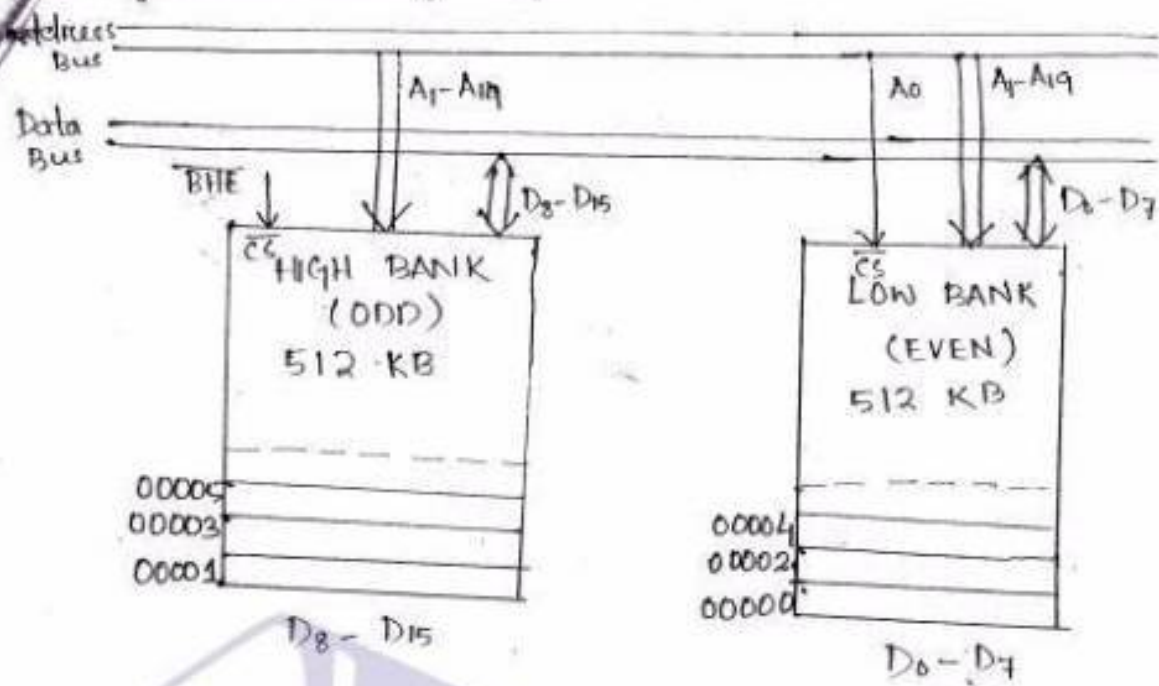 Address
Bus
A1-A19
A0
A1-A19
Data
Bus
BHE
D8-D15
D0-D7
CS
HIGH BANK
(ODD)
512 KB
CS
LOW BANK
(EVEN)
512 KB
00005
00003
00001
00004
00002
00000
D8 - D15
D0 - D7